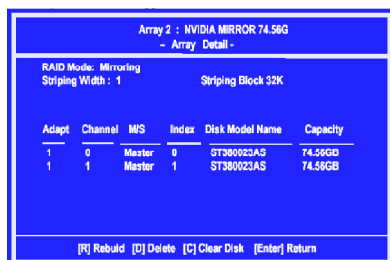 Array 2 : NVIDIA MIRROR 74.56G
- Array Detail -
RAID Mode: Mirroring
Striping Width : 1 Striping Block 32K
Adapt Channel M/S Index Disk Model Name Capacity
1 0 Master 0 ST380023AS 74.56GB
1 1 Master 1 ST380023AS 74.56GB
[R] Rebuid [D] Delete [C] Clear Disk [Enter] Return